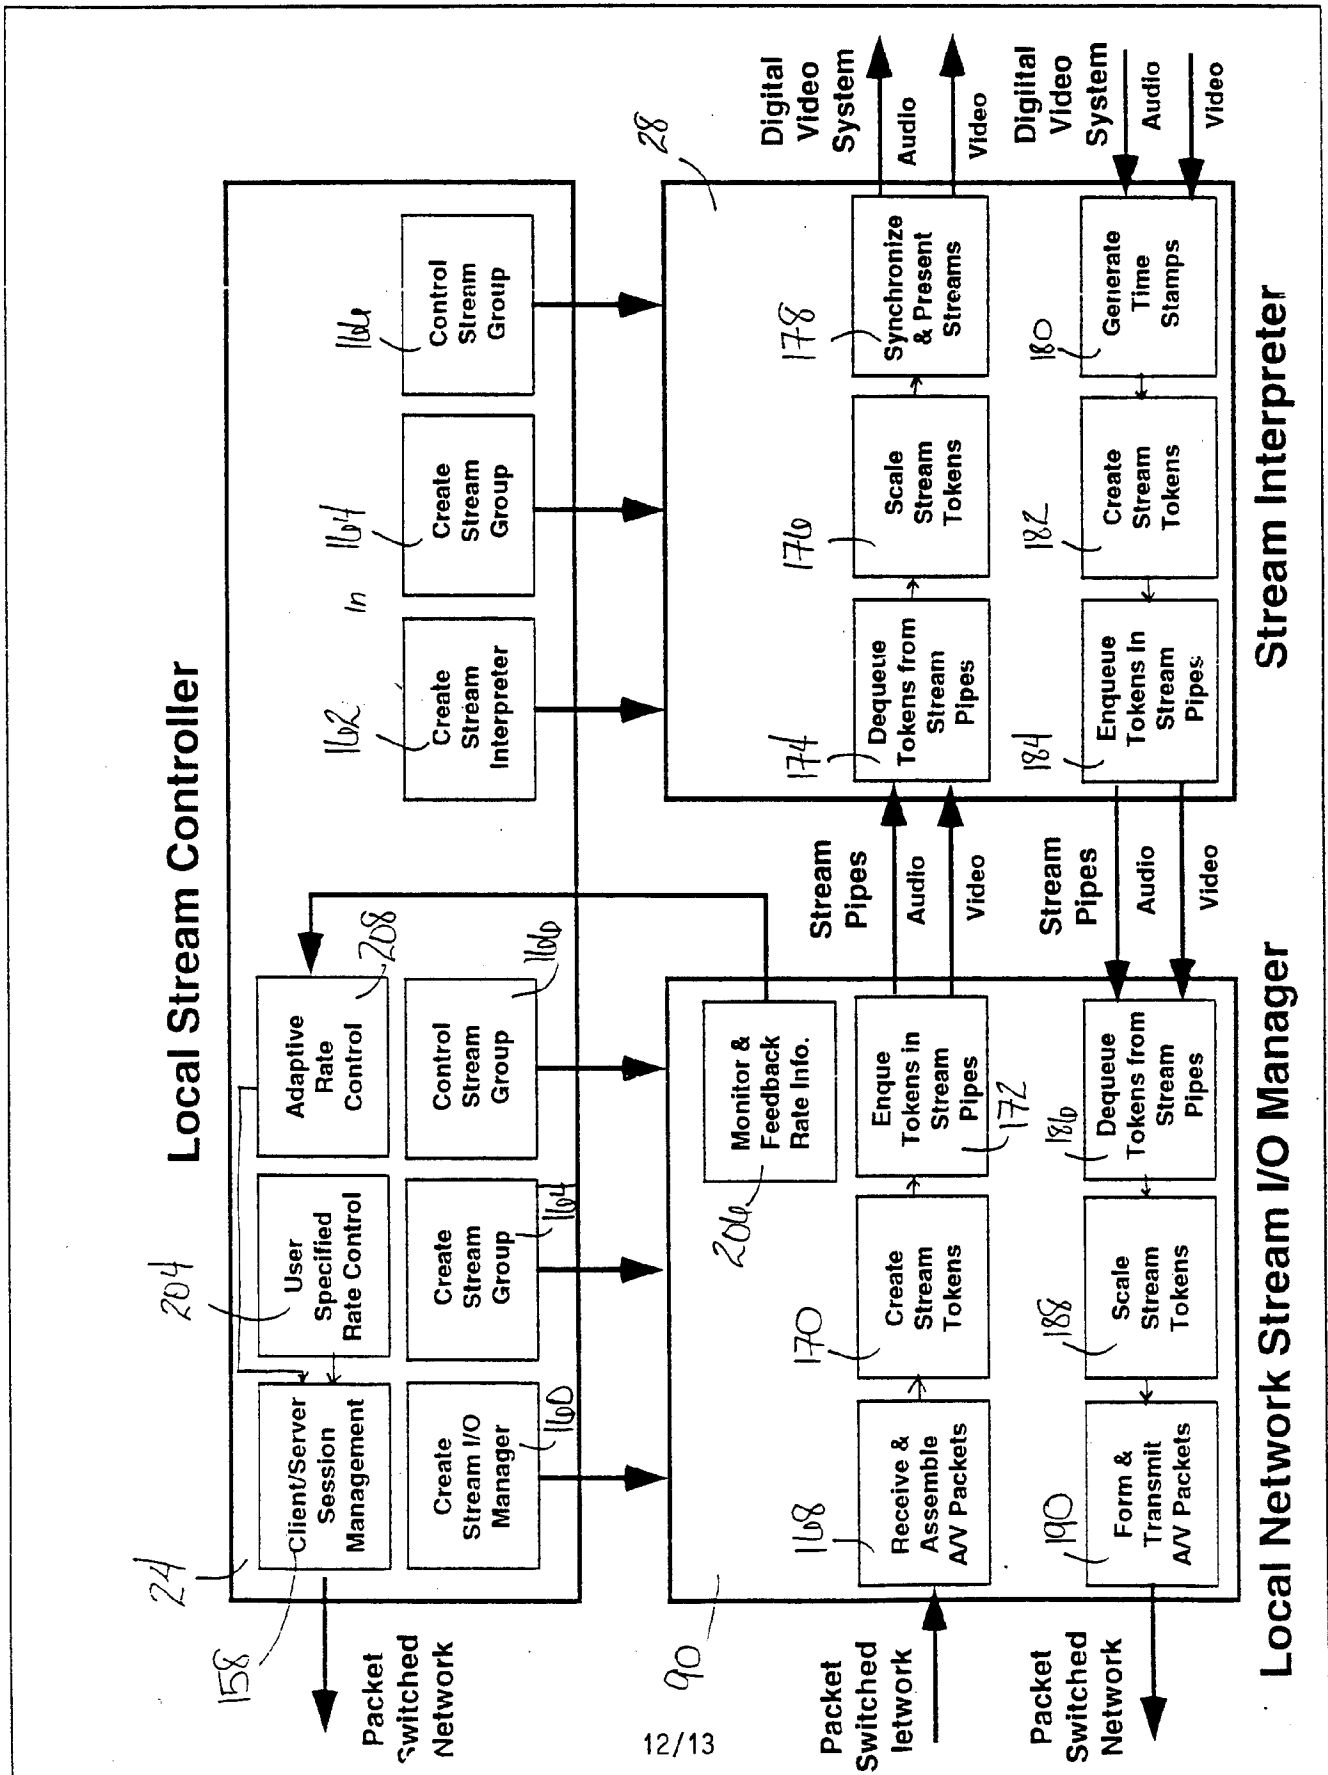 Local Stream Controller
24
158
Client/Server
Session
Management
204
User
Specified
Rate Control
Adaptive
Rate
Control
208
Create
Stream I/O
Manager
160
Create
Stream
Group
164
Control
Stream
Group
166
162
Create
Stream
Interpreter
In
164
Create
Stream
Group
166
Control
Stream
Group
Packet
Switched
Network
90
206
Monitor &
Feedback
Rate Info.
28
Packet
Switched
letwork
168
Receive &
Assemble
A/V Packets
170
Create
Stream
Tokens
Enque
Tokens in
Stream
Pipes
172
Stream
Pipes
Audio
Video
174
Dequeue
Tokens from
Stream
Pipes
176
Scale
Stream
Tokens
178
Synchronize
& Present
Streams
Digital
Video
System
Audio
Video
Packet
Switched
Network
190
Form &
Transmit
A/V Packets
188
Scale
Stream
Tokens
186
Dequeue
Tokens from
Stream
Pipes
Stream
Pipes
Audio
Video
184
Enqueue
Tokens in
Stream
Pipes
182
Create
Stream
Tokens
180
Generate
Time
Stamps
Digiital
Video
System
Audio
Video
Local Network Stream I/O Manager
Stream Interpreter
12/13